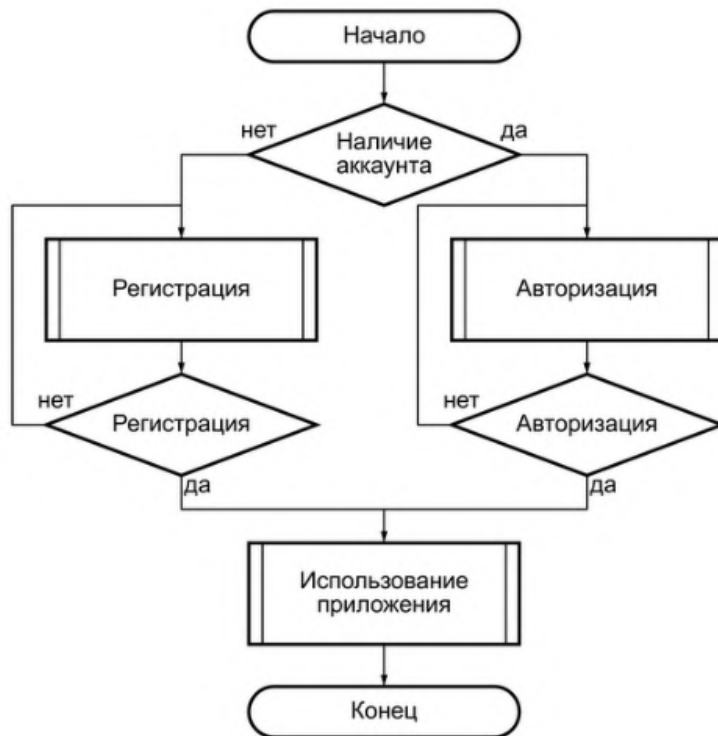 Начало
нет
да
Наличие
аккаунта
Регистрация
Авторизация
нет
Регистрация
нет
Авторизация
да
да
Использование
приложения
Конец